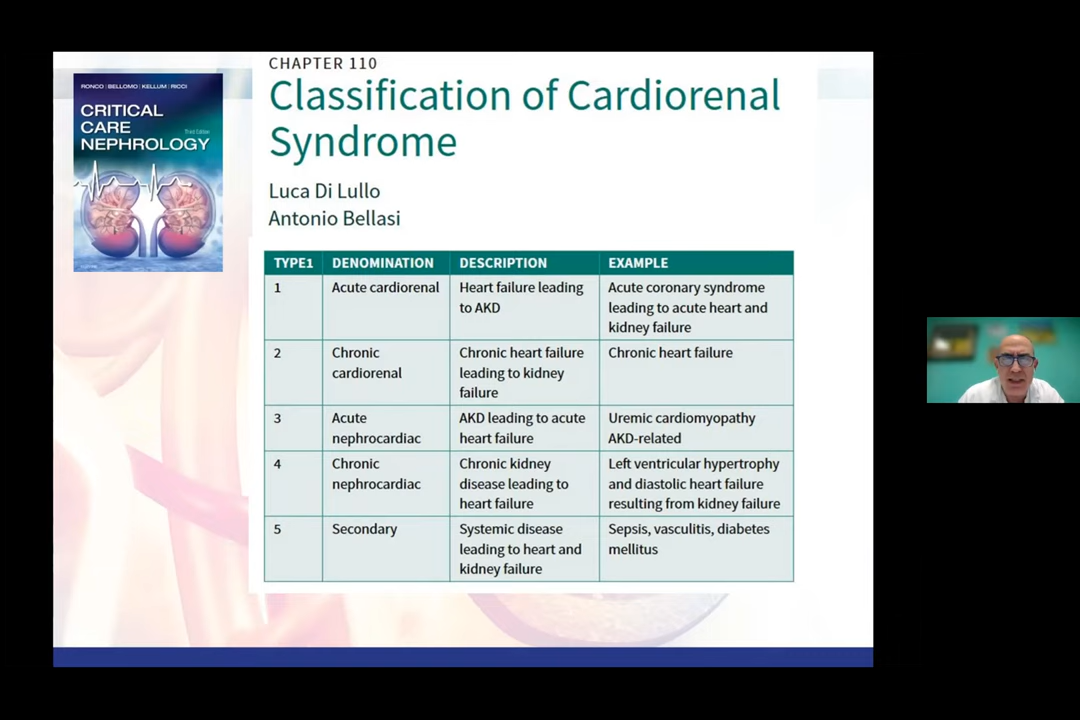 RONCO | BELLOMO | KELLUM | RICCI
CRITICAL
CARE
NEPHROLOGY
Third Edition
CHAPTER 110
Classification of Cardiorenal
Syndrome
Luca Di Lullo
Antonio Bellasi
TYPE1 DENOMINATION DESCRIPTION EXAMPLE
1 Acute cardiorenal Heart failure leading Acute coronary syndrome
to AKD leading to acute heart and
kidney failure
2 Chronic Chronic heart failure Chronic heart failure
cardiorenal leading to kidney
failure
3 Acute AKD leading to acute Uremic cardiomyopathy
nephrocardiac heart failure AKD-related
4 Chronic Chronic kidney Left ventricular hypertrophy
nephrocardiac disease leading to and diastolic heart failure
heart failure resulting from kidney failure
5 Secondary Systemic disease Sepsis, vasculitis, diabetes
leading to heart and mellitus
kidney failure